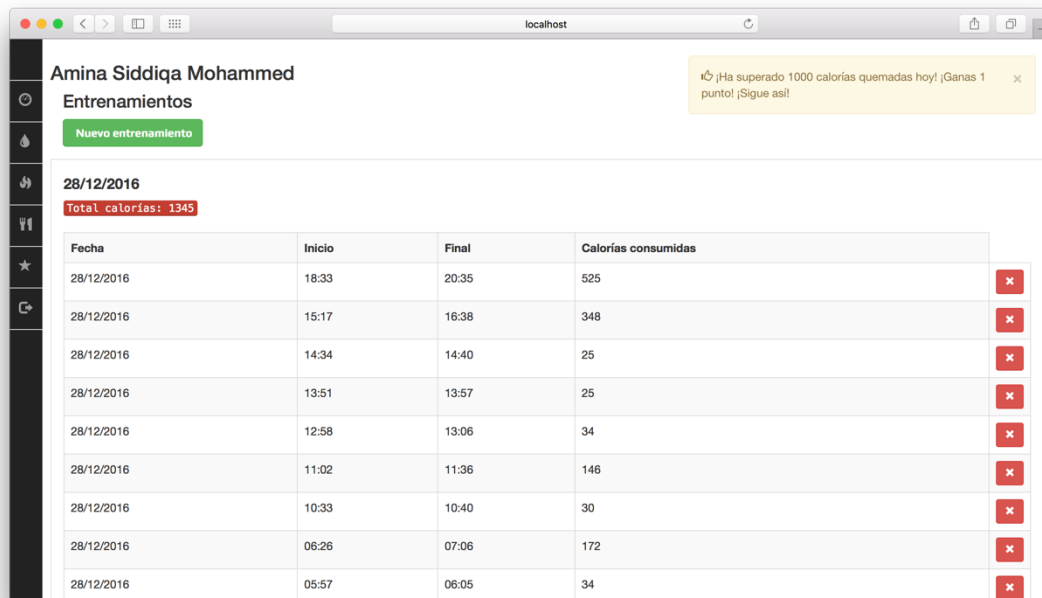 localhost
Amina Siddiqa Mohammed
¡Ha superado 1000 calorías quemadas hoy! ¡Ganas 1
punto! ¡Sigue así!
×
Entrenamientos
Nuevo entrenamiento
28/12/2016
Total calorías: 1345
Fecha Inicio Final Calorías consumidas
28/12/2016 18:33 20:35 525
28/12/2016 15:17 16:38 348
28/12/2016 14:34 14:40 25
28/12/2016 13:51 13:57 25
28/12/2016 12:58 13:06 34
28/12/2016 11:02 11:36 146
28/12/2016 10:33 10:40 30
28/12/2016 06:26 07:06 172
28/12/2016 05:57 06:05 34